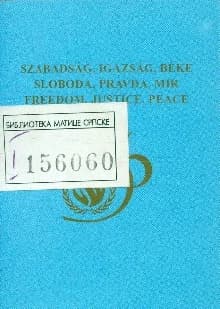 SZABADSÁG, IGAZSÁG, BÉKE
SLOBODA, PRAVDA, MIR
FREEDOM, JUSTICE, PEACE
БИБЛИОТЕКА МАТИЦЕ СРПСКЕ
156060